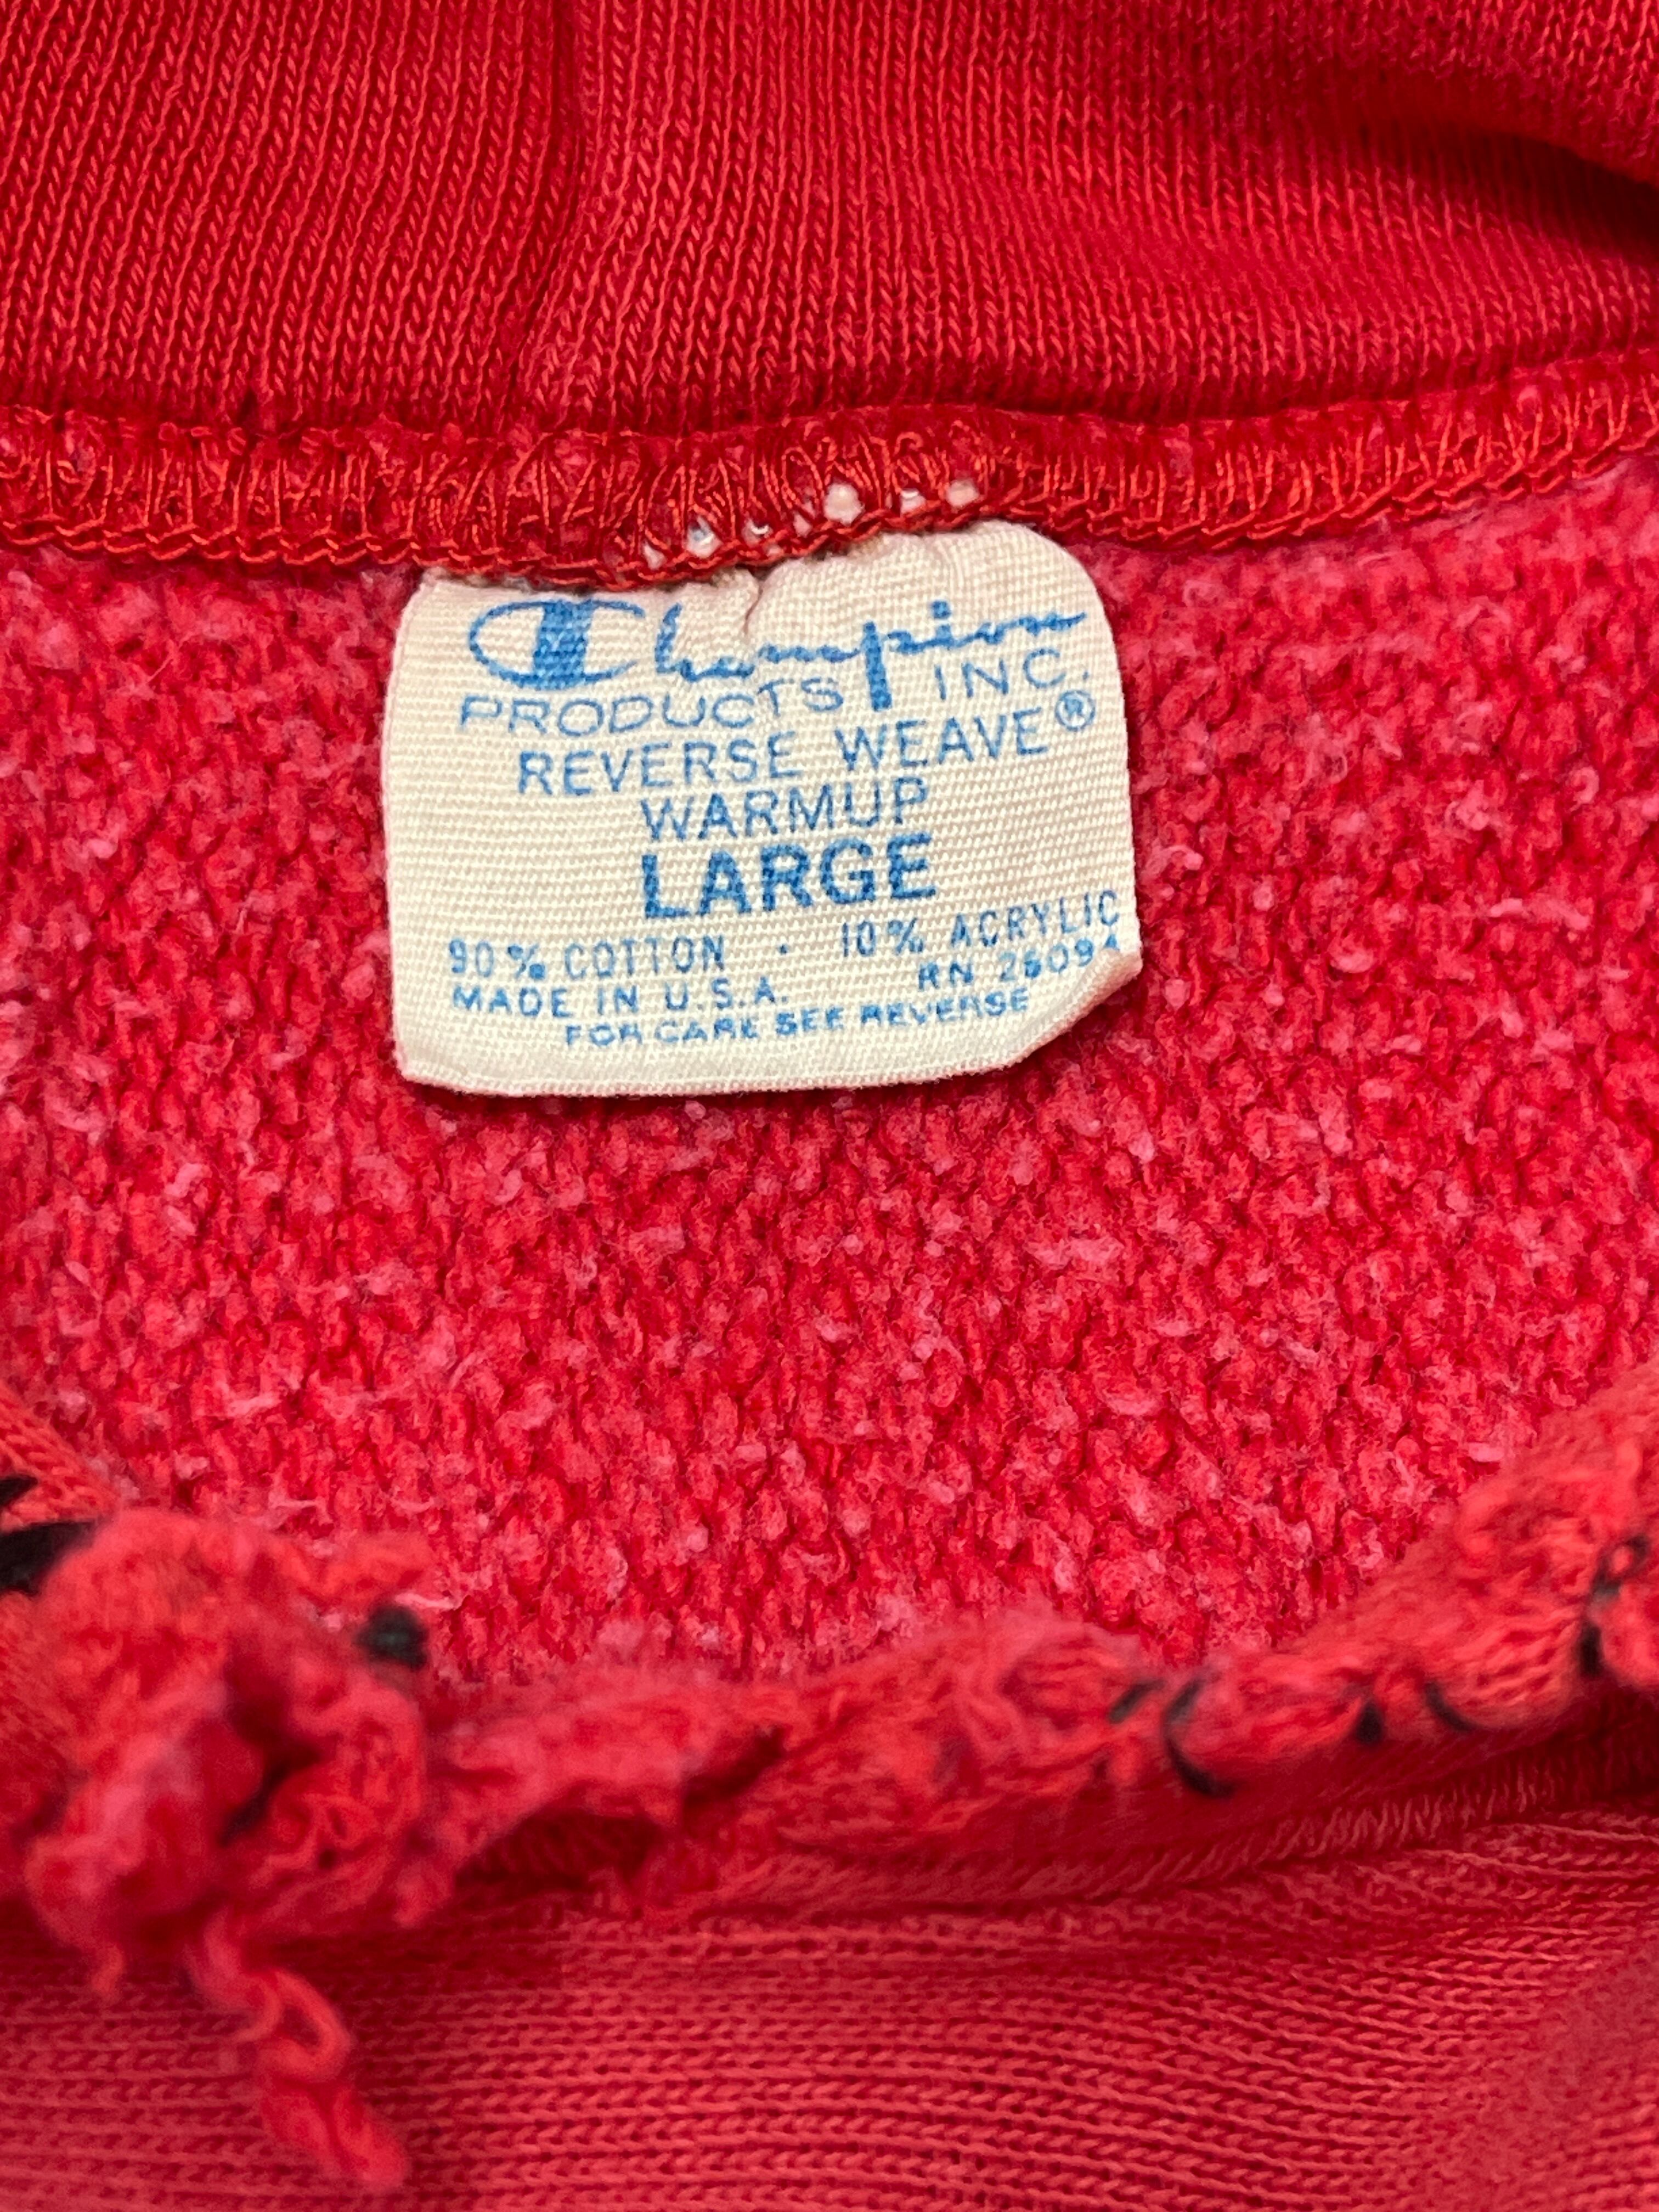 Champion
PRODUCTS INC.
REVERSE WEAVE®
WARMUP
LARGE
90% COTTON · 10% ACRYLIC
MADE IN U.S.A. RN 26094
FOR CARE SEE REVERSE